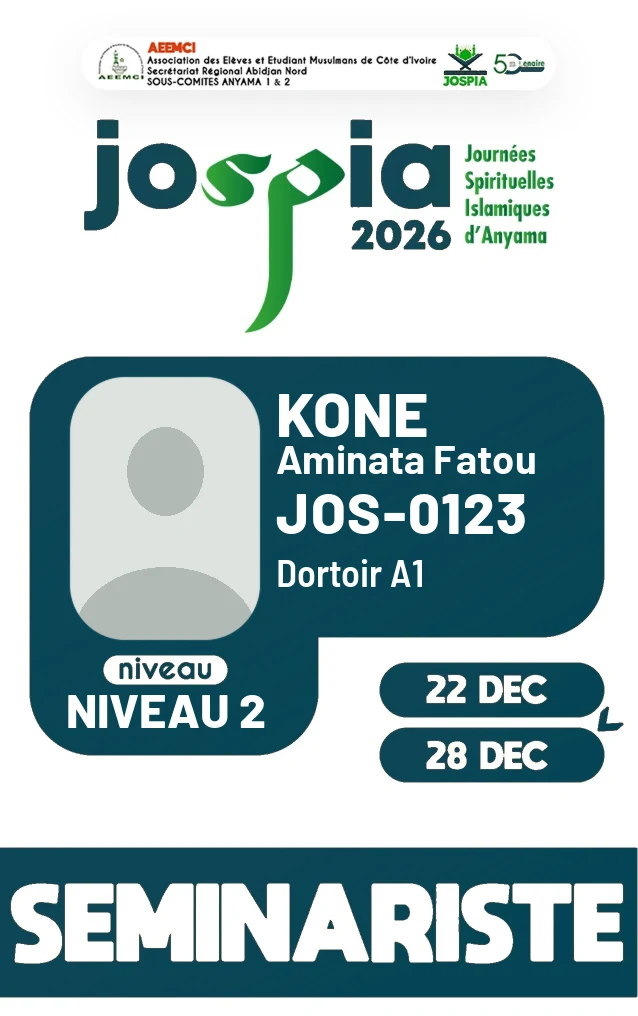 AEEMCI
Association des Elèves et Etudiant Musulmans de Côte d'Ivoire
Secrétariat Régional Abidjan Nord
SOUS-COMITES ANYAMA 1 & 2
AEEMCI
JOSPIA
jospia
2026
Journées
Spirituelles
Islamiques
d'Anyama
KONE
Aminata Fatou
JOS-0123
Dortoir A1
niveau
NIVEAU 2
22 DEC
28 DEC
SEMINARISTE